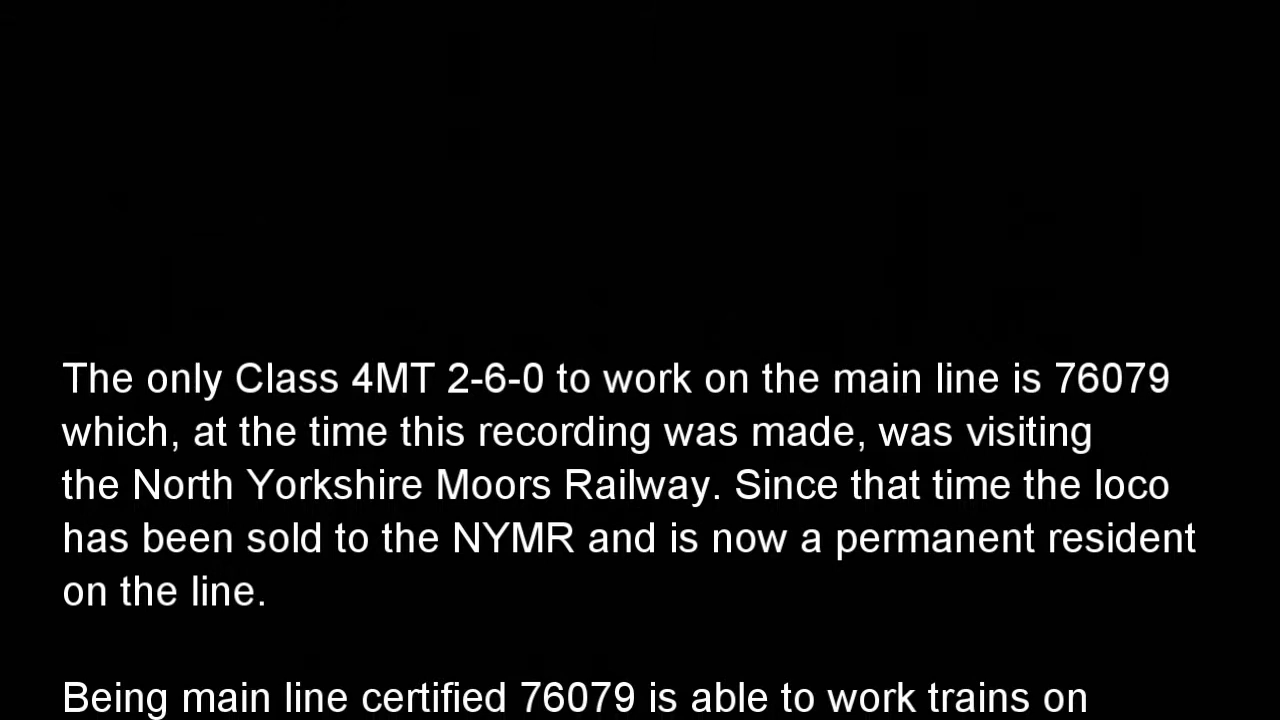 The only Class 4MT 2-6-0 to work on the main line is 76079
which, at the time this recording was made, was visiting
the North Yorkshire Moors Railway. Since that time the loco
has been sold to the NYMR and is now a permanent resident
on the line.
Being main line certified 76079 is able to work trains on